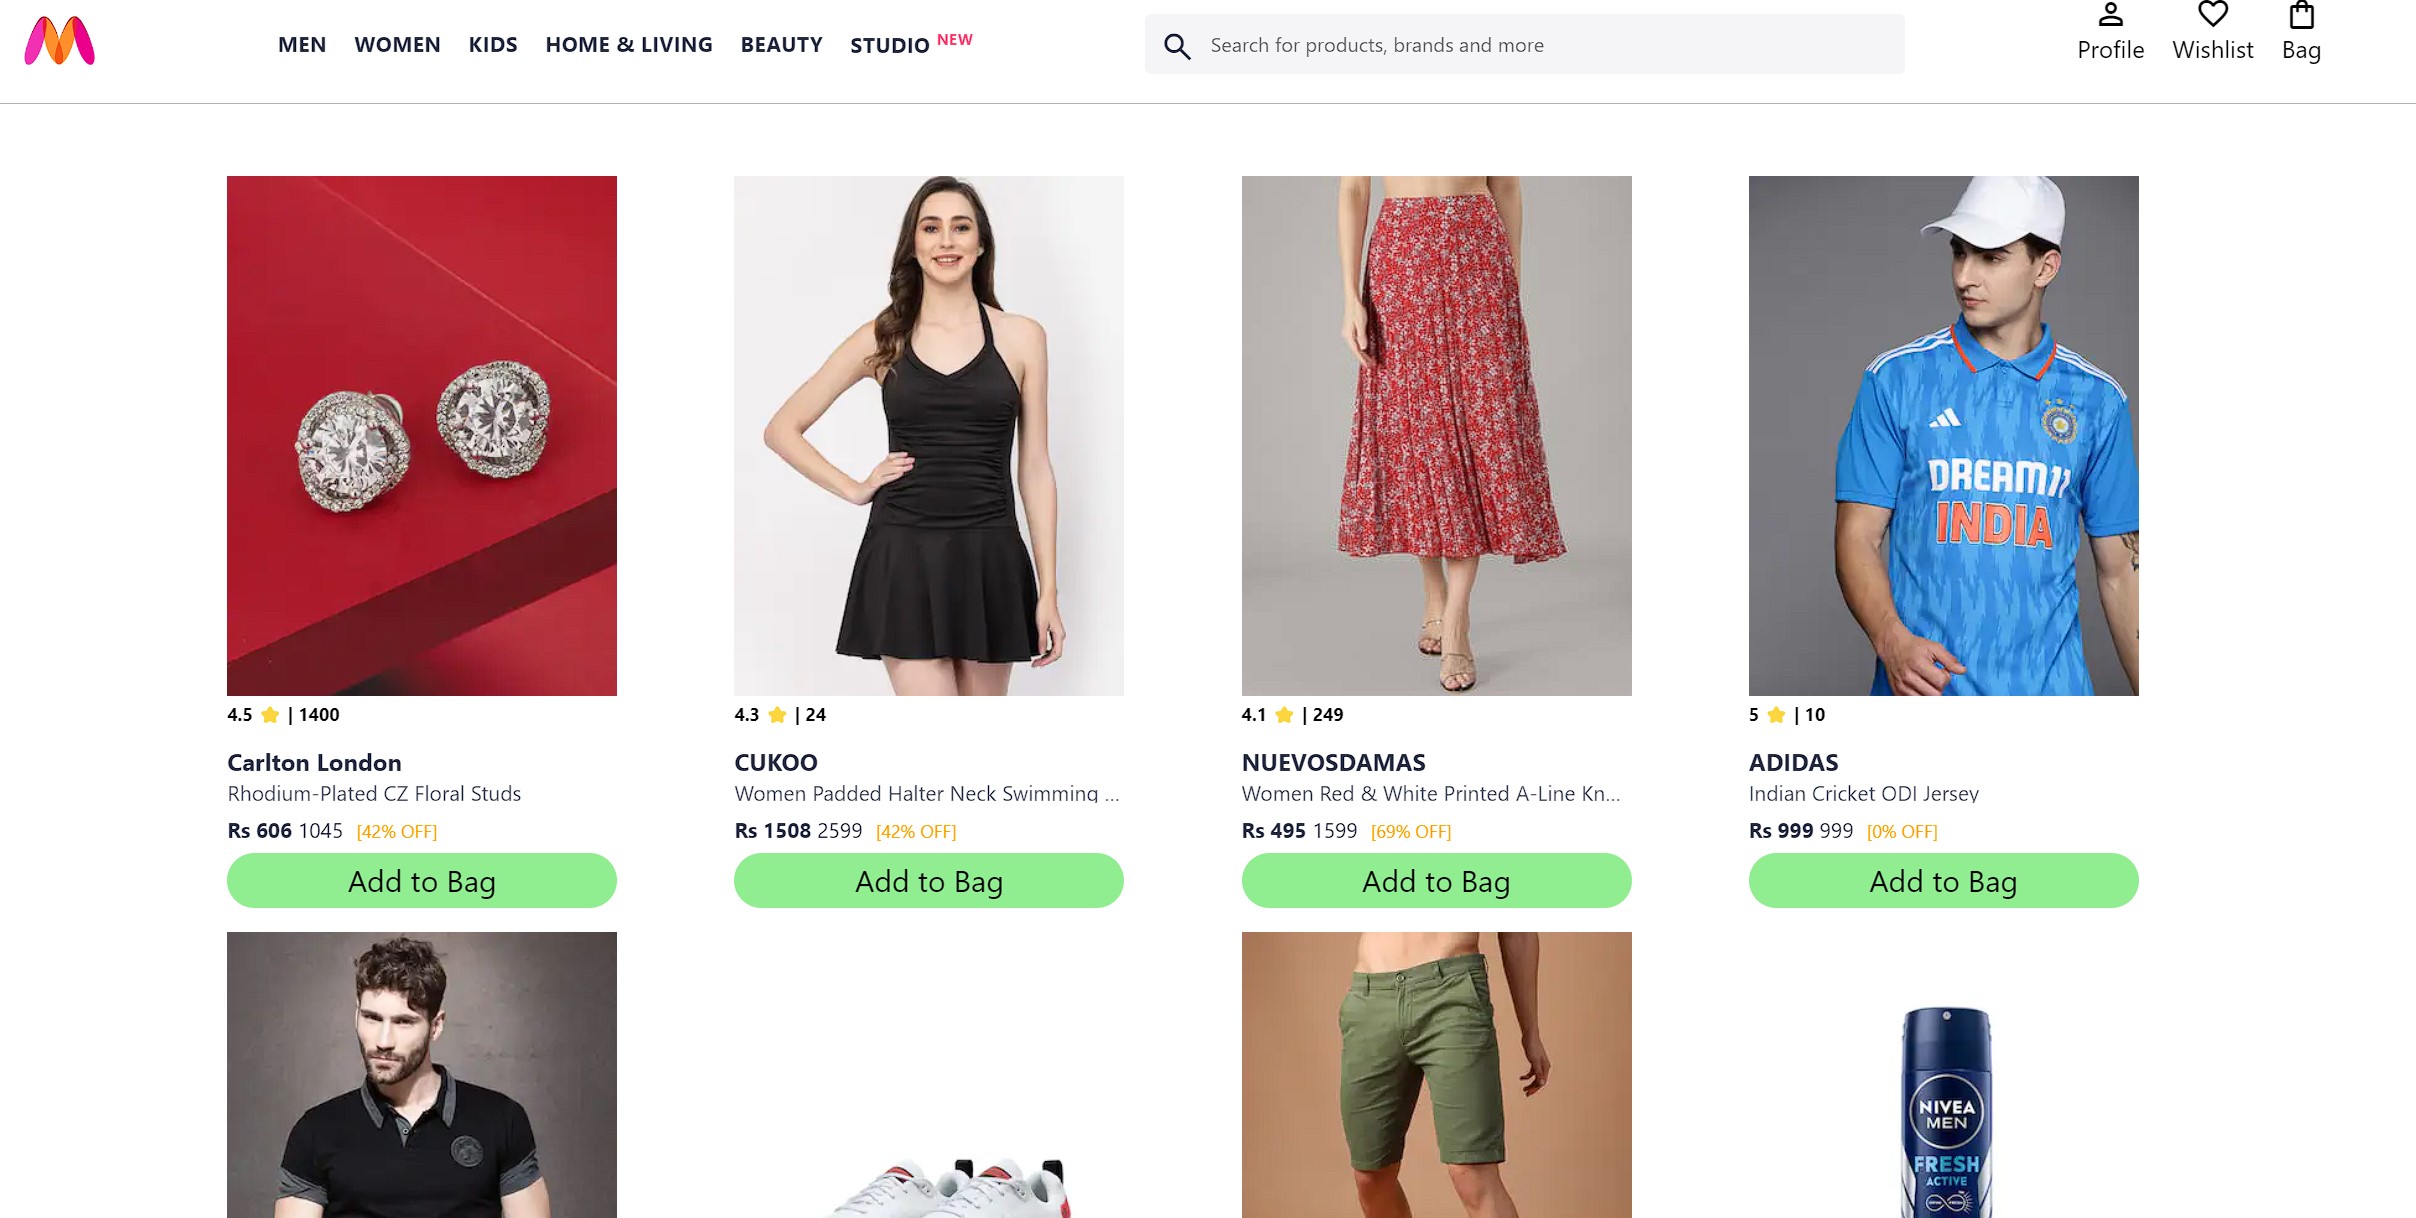 MEN WOMEN KIDS HOME & LIVING BEAUTY STUDIO NEW Search for products, brands and more Profile Wishlist Bag
DREAM11
INDIA
4.5 | 1400
Carlton London
Rhodium-Plated CZ Floral Studs
Rs 606 1045 [42% OFF]
Add to Bag
4.3 | 24
CUKOO
Women Padded Halter Neck Swimming ...
Rs 1508 2599 [42% OFF]
Add to Bag
4.1 | 249
NUEVOSDAMAS
Women Red & White Printed A-Line Kn...
Rs 495 1599 [69% OFF]
Add to Bag
5 | 10
ADIDAS
Indian Cricket ODI Jersey
Rs 999 999 [0% OFF]
Add to Bag
NIVEA
MEN
FRESH
ACTIVE